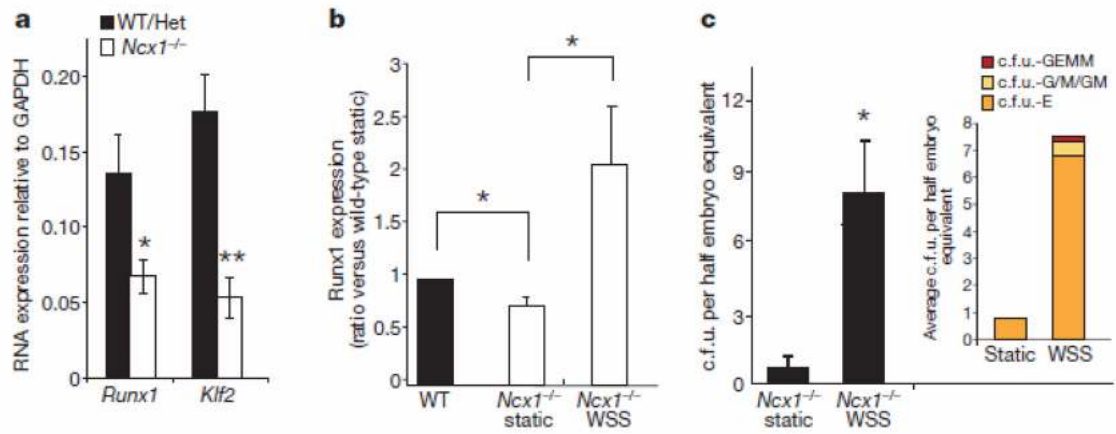 a
WT/Het
Ncx1⁻/⁻
RNA expression relative to GAPDH
0.20
0.15
0.10
0.05
0
*
**
Runx1
Klf2
b
Runx1 expression
(ratio versus wild-type static)
3
2.5
2
1.5
1
0.5
0
*
*
WT
Ncx1⁻/⁻
static
Ncx1⁻/⁻
WSS
c
c.f.u. per half embryo equivalent
12
9
6
3
0
*
Ncx1⁻/⁻
static
Ncx1⁻/⁻
WSS
c.f.u.-GEMM
c.f.u.-G/M/GM
c.f.u.-E
Average c.f.u. per half embryo
equivalent
8
7
6
5
4
3
2
1
0
Static
WSS